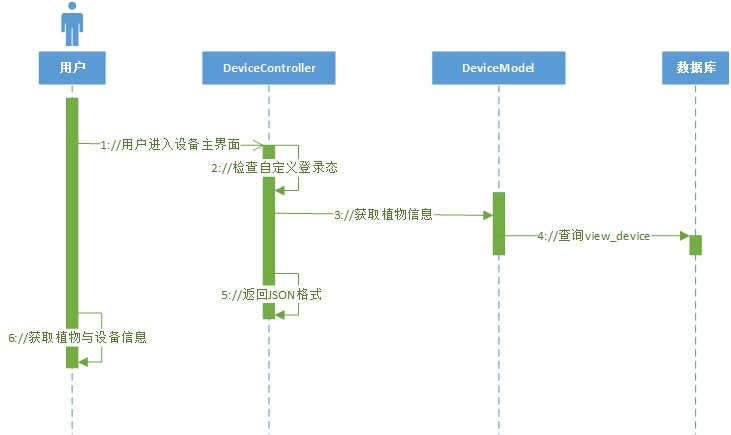 用户
DeviceController
DeviceModel
数据库
1://用户进入设备主界面
2://检查自定义登录态
3://获取植物信息
4://查询view_device
5://返回JSON格式
6://获取植物与设备信息